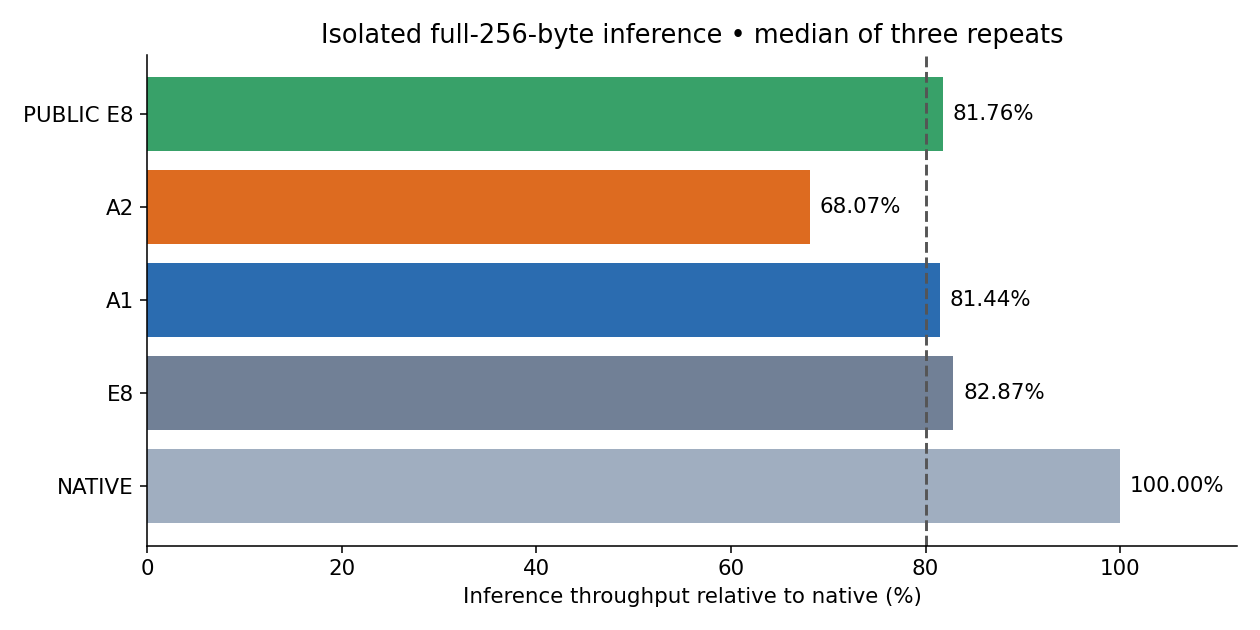 Isolated full-256-byte inference • median of three repeats
PUBLIC E8
81.76%
A2
68.07%
A1
81.44%
E8
82.87%
NATIVE
100.00%
0 20 40 60 80 100
Inference throughput relative to native (%)